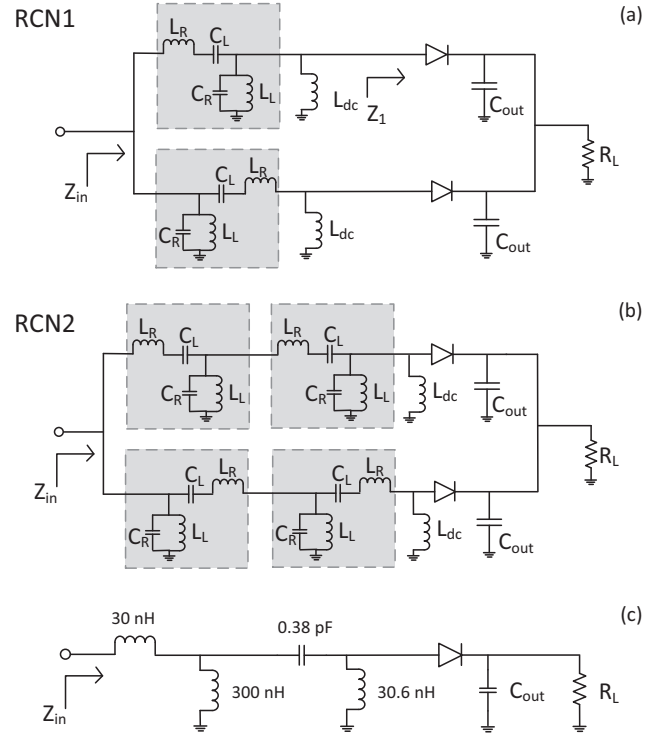 RCN1
(a)
L_R
C_L
C_R
L_L
L_dc
Z_1
C_out
R_L
Z_in
C_L
L_R
C_R
L_L
L_dc
C_out
RCN2
(b)
L_R
C_L
L_R
C_L
C_R
L_L
C_R
L_L
L_dc
C_out
R_L
Z_in
C_L
L_R
C_L
L_R
C_R
L_L
C_R
L_L
L_dc
C_out
(c)
30 nH
0.38 pF
Z_in
300 nH
30.6 nH
C_out
R_L